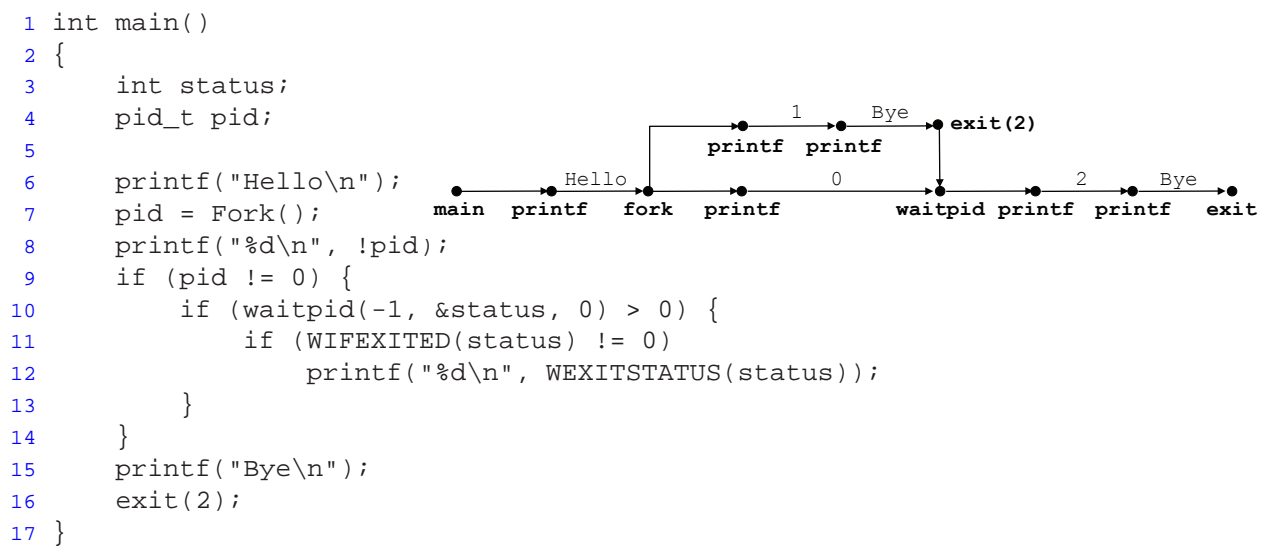 1 int main()
2 {
3     int status;
4     pid_t pid;
5
6     printf("Hello\n");
7     pid = Fork();
8     printf("%d\n", !pid);
9     if (pid != 0) {
10         if (waitpid(-1, &status, 0) > 0) {
11             if (WIFEXITED(status) != 0)
12                 printf("%d\n", WEXITSTATUS(status));
13         }
14     }
15     printf("Bye\n");
16     exit(2);
17 }
1 Bye exit(2)
printf printf
Hello 0 2 Bye
main printf fork printf waitpid printf printf exit